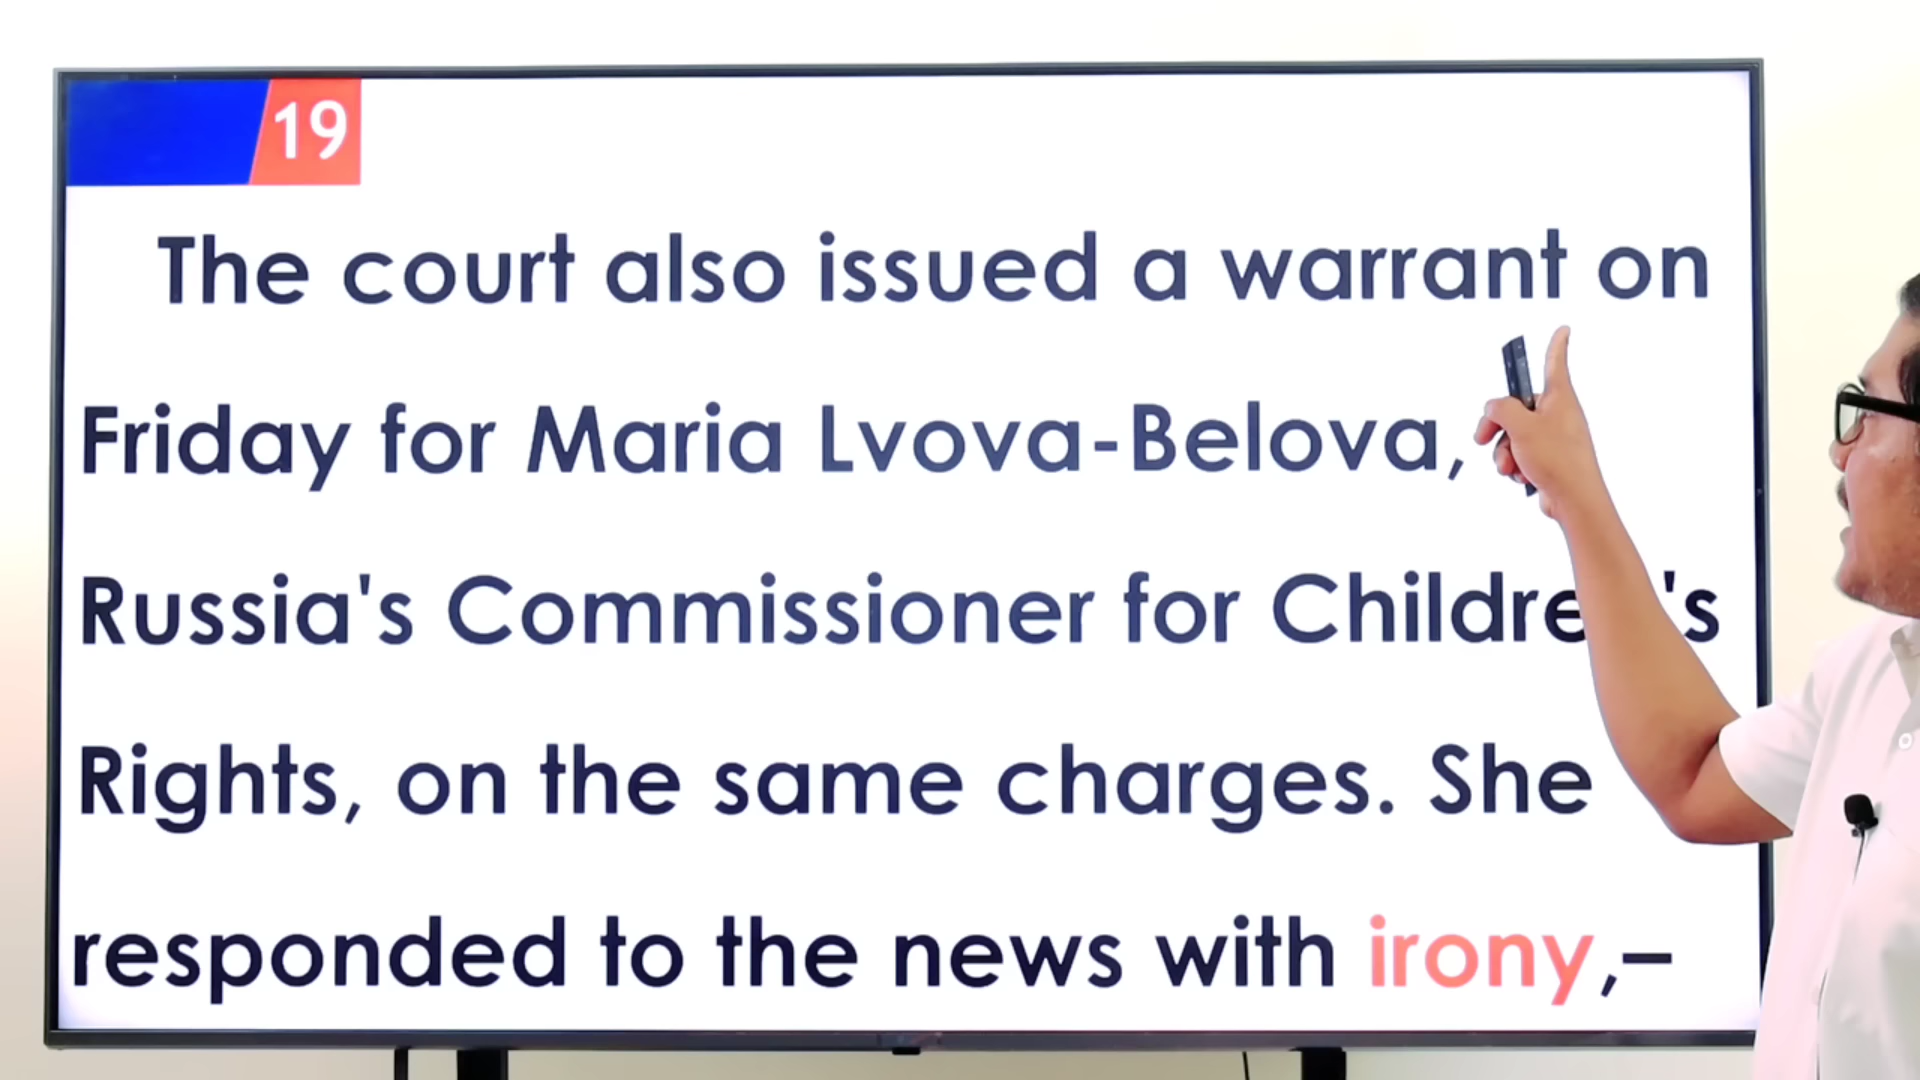 19
The court also issued a warrant on
Friday for Maria Lvova-Belova,
Russia's Commissioner for Children's
Rights, on the same charges. She
responded to the news with irony,–